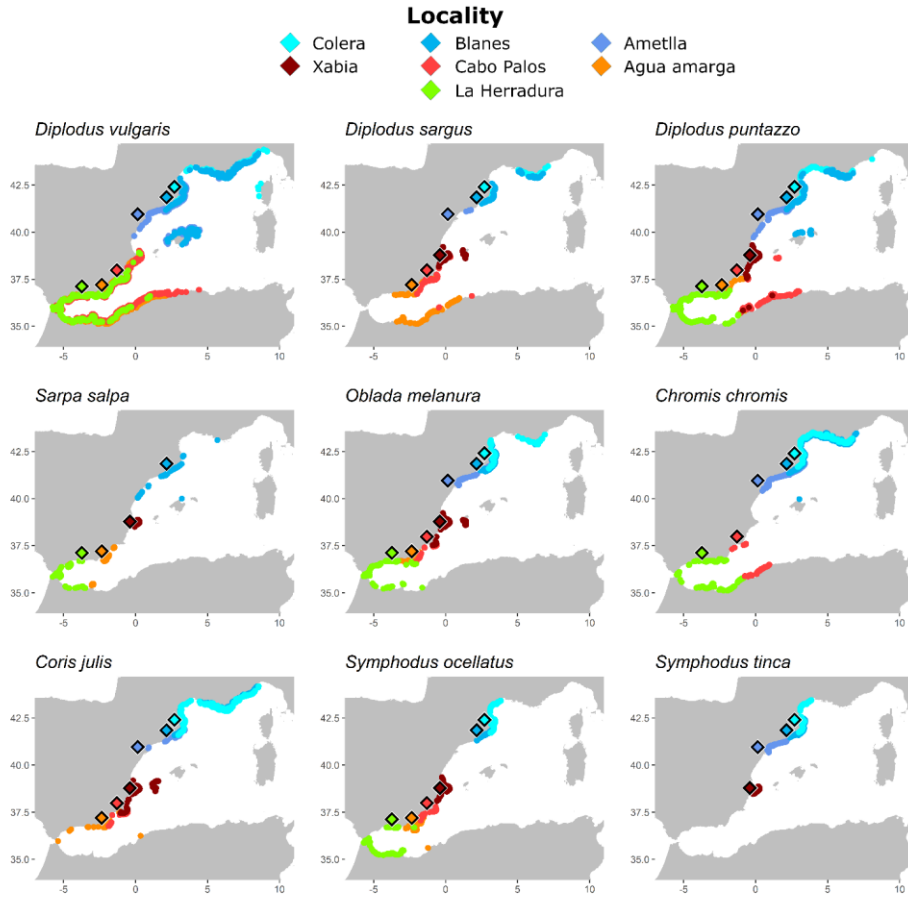 Locality
Colera Blanes Ametlla
Xabia Cabo Palos Agua amarga
La Herradura
Diplodus vulgaris Diplodus sargus Diplodus puntazzo
42.5 42.5 42.5
40.0 40.0 40.0
37.5 37.5 37.5
35.0 35.0 35.0
-5 0 5 10 -5 0 5 10 -5 0 5 10
Sarpa salpa Oblada melanura Chromis chromis
42.5 42.5 42.5
40.0 40.0 40.0
37.5 37.5 37.5
35.0 35.0 35.0
-5 0 5 10 -5 0 5 10 -5 0 5 10
Coris julis Symphodus ocellatus Symphodus tinca
42.5 42.5 42.5
40.0 40.0 40.0
37.5 37.5 37.5
35.0 35.0 35.0
-5 0 5 10 -5 0 5 10 -5 0 5 10